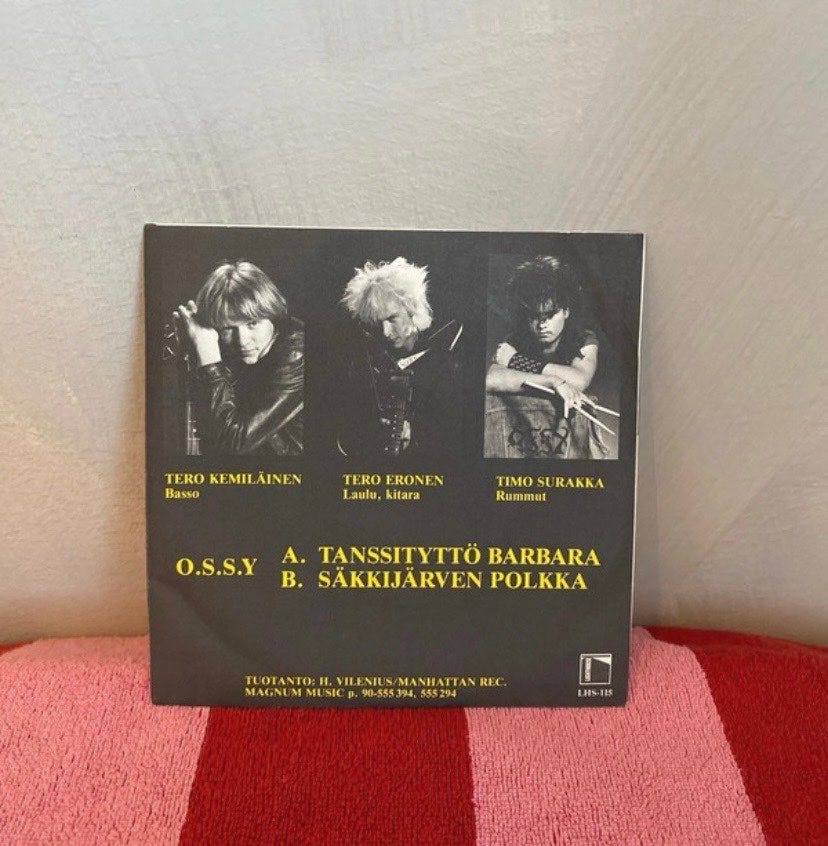 TERO KEMILÄINEN
Basso
TERO ERONEN
Laulu, kitara
TIMO SURAKKA
Rummut
O.S.S.Y
A. TANSSITYTTÖ BARBARA
B. SÄKKIJÄRVEN POLKKA
TUOTANTO: H. VILENIUS/MANHATTAN REC.
MAGNUM MUSIC p. 90-555 394, 555 294
LHS-115